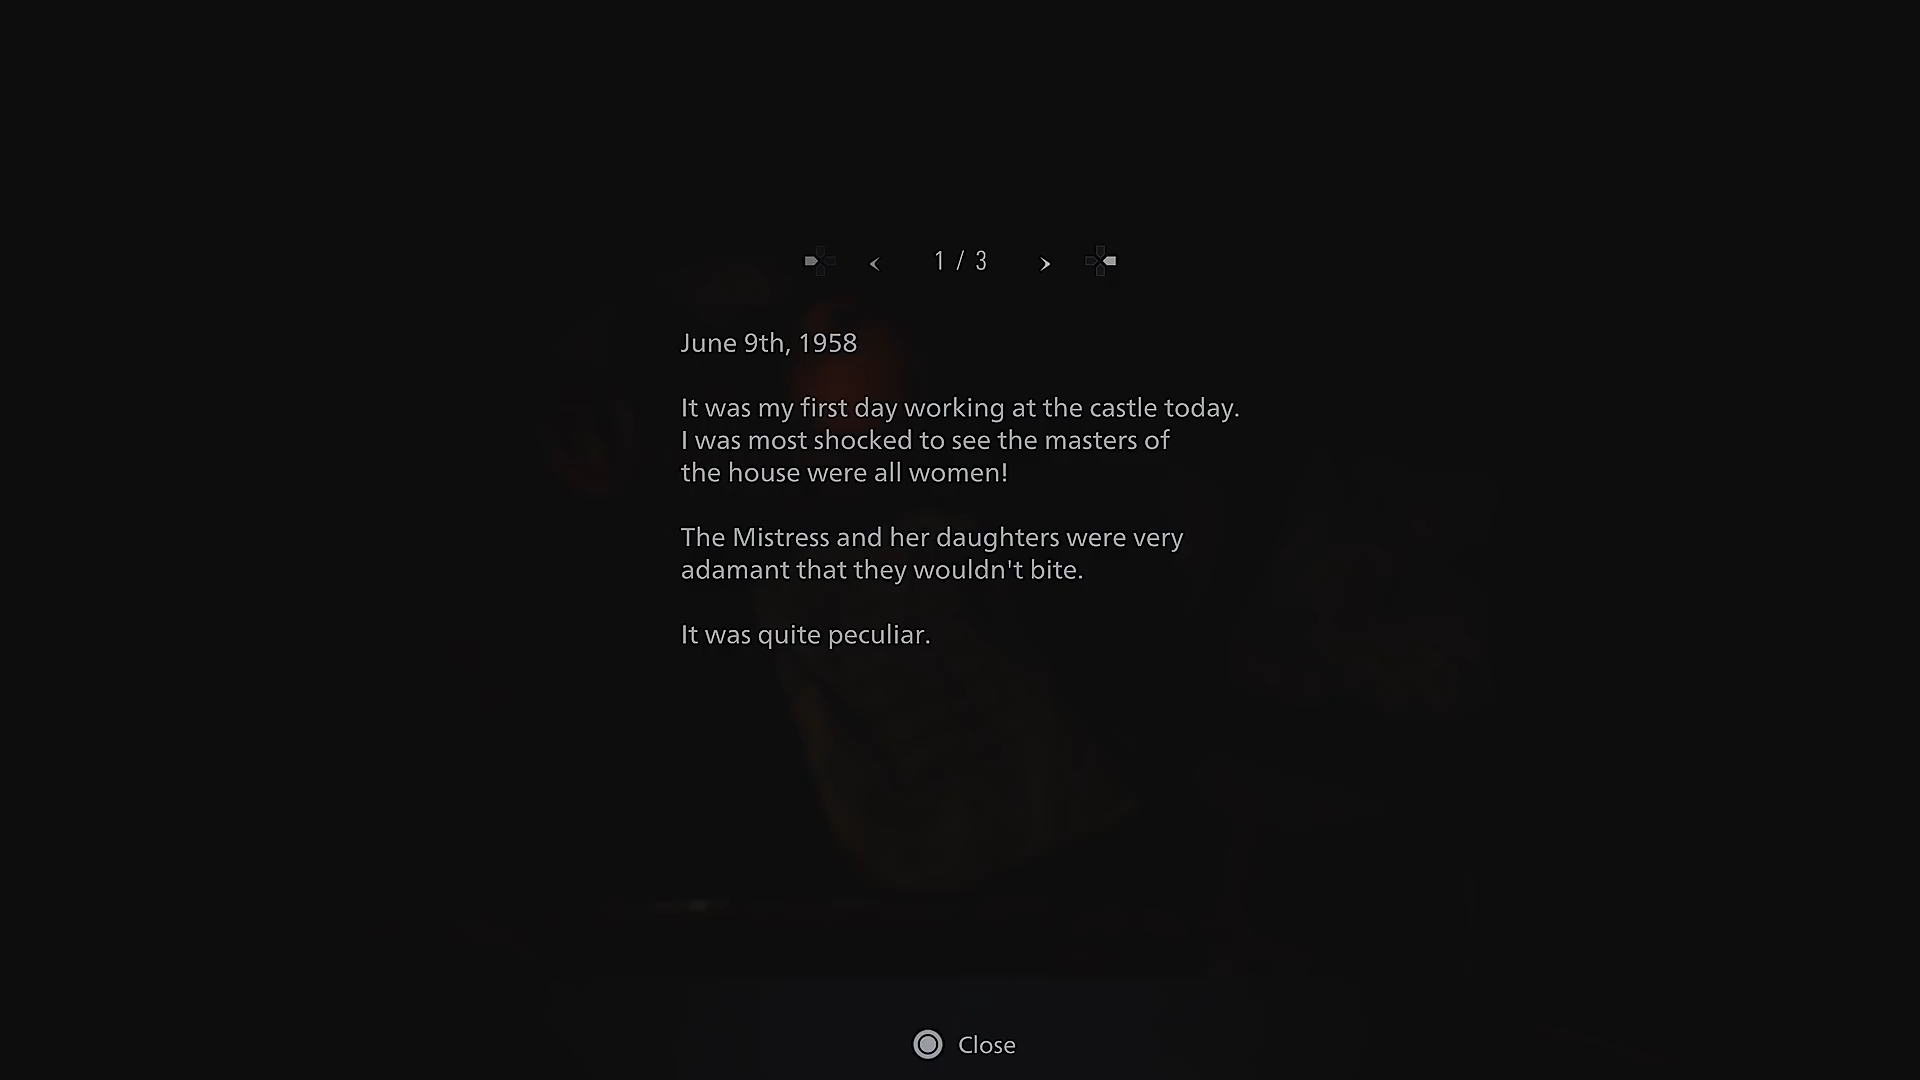 1 / 3
June 9th, 1958
It was my first day working at the castle today.
I was most shocked to see the masters of
the house were all women!
The Mistress and her daughters were very
adamant that they wouldn't bite.
It was quite peculiar.
Close